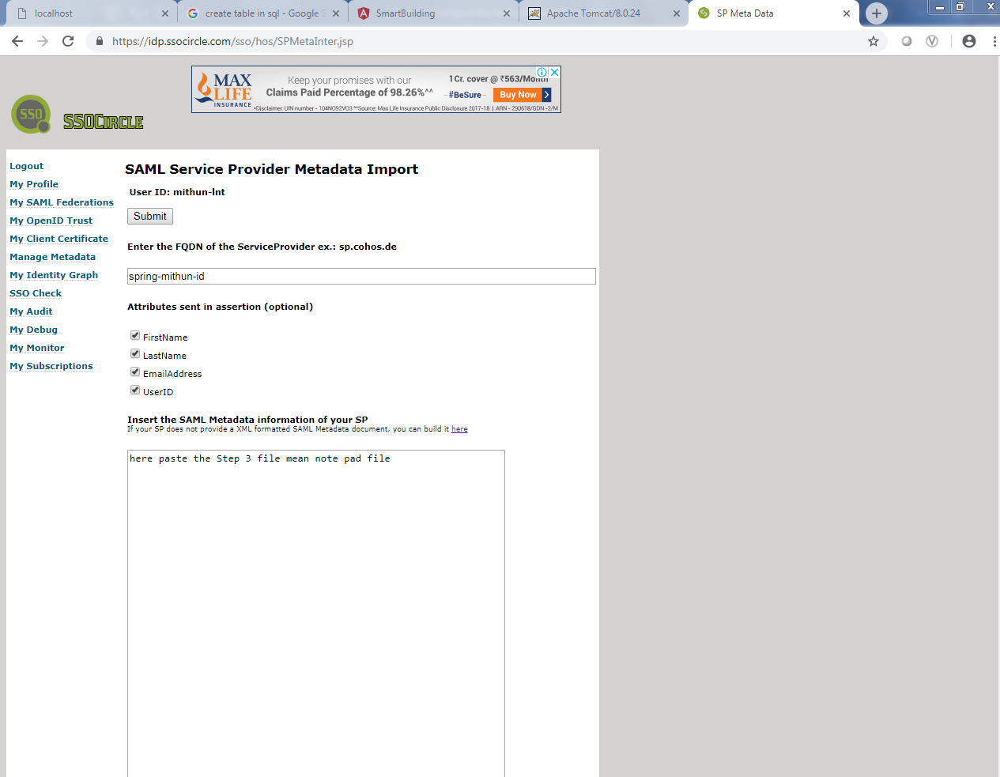 localhost
create table in sql - Google S
SmartBuilding
Apache Tomcat/8.0.24
SP Meta Data
https://idp.ssocircle.com/sso/hos/SPMetaInter.jsp
MAX LIFE INSURANCE
Keep your promises with our
Claims Paid Percentage of 98.26%^^
1 Cr. cover @ ₹563/Month
#BeSure
Buy Now
*Disclaimer. UIN number - 104N092V03 ^^Source: Max Life Insurance Public Disclosure 2017-18 | ARN - 290618/GDN -2/M
SSO
SSOCircle
Logout
My Profile
My SAML Federations
My OpenID Trust
My Client Certificate
Manage Metadata
My Identity Graph
SSO Check
My Audit
My Debug
My Monitor
My Subscriptions
SAML Service Provider Metadata Import
User ID: mithun-lnt
Submit
Enter the FQDN of the ServiceProvider ex.: sp.cohos.de
spring-mithun-id
Attributes sent in assertion (optional)
FirstName
LastName
EmailAddress
UserID
Insert the SAML Metadata information of your SP
If your SP does not provide a XML formatted SAML Metadata document, you can build it here
here paste the Step 3 file mean note pad file